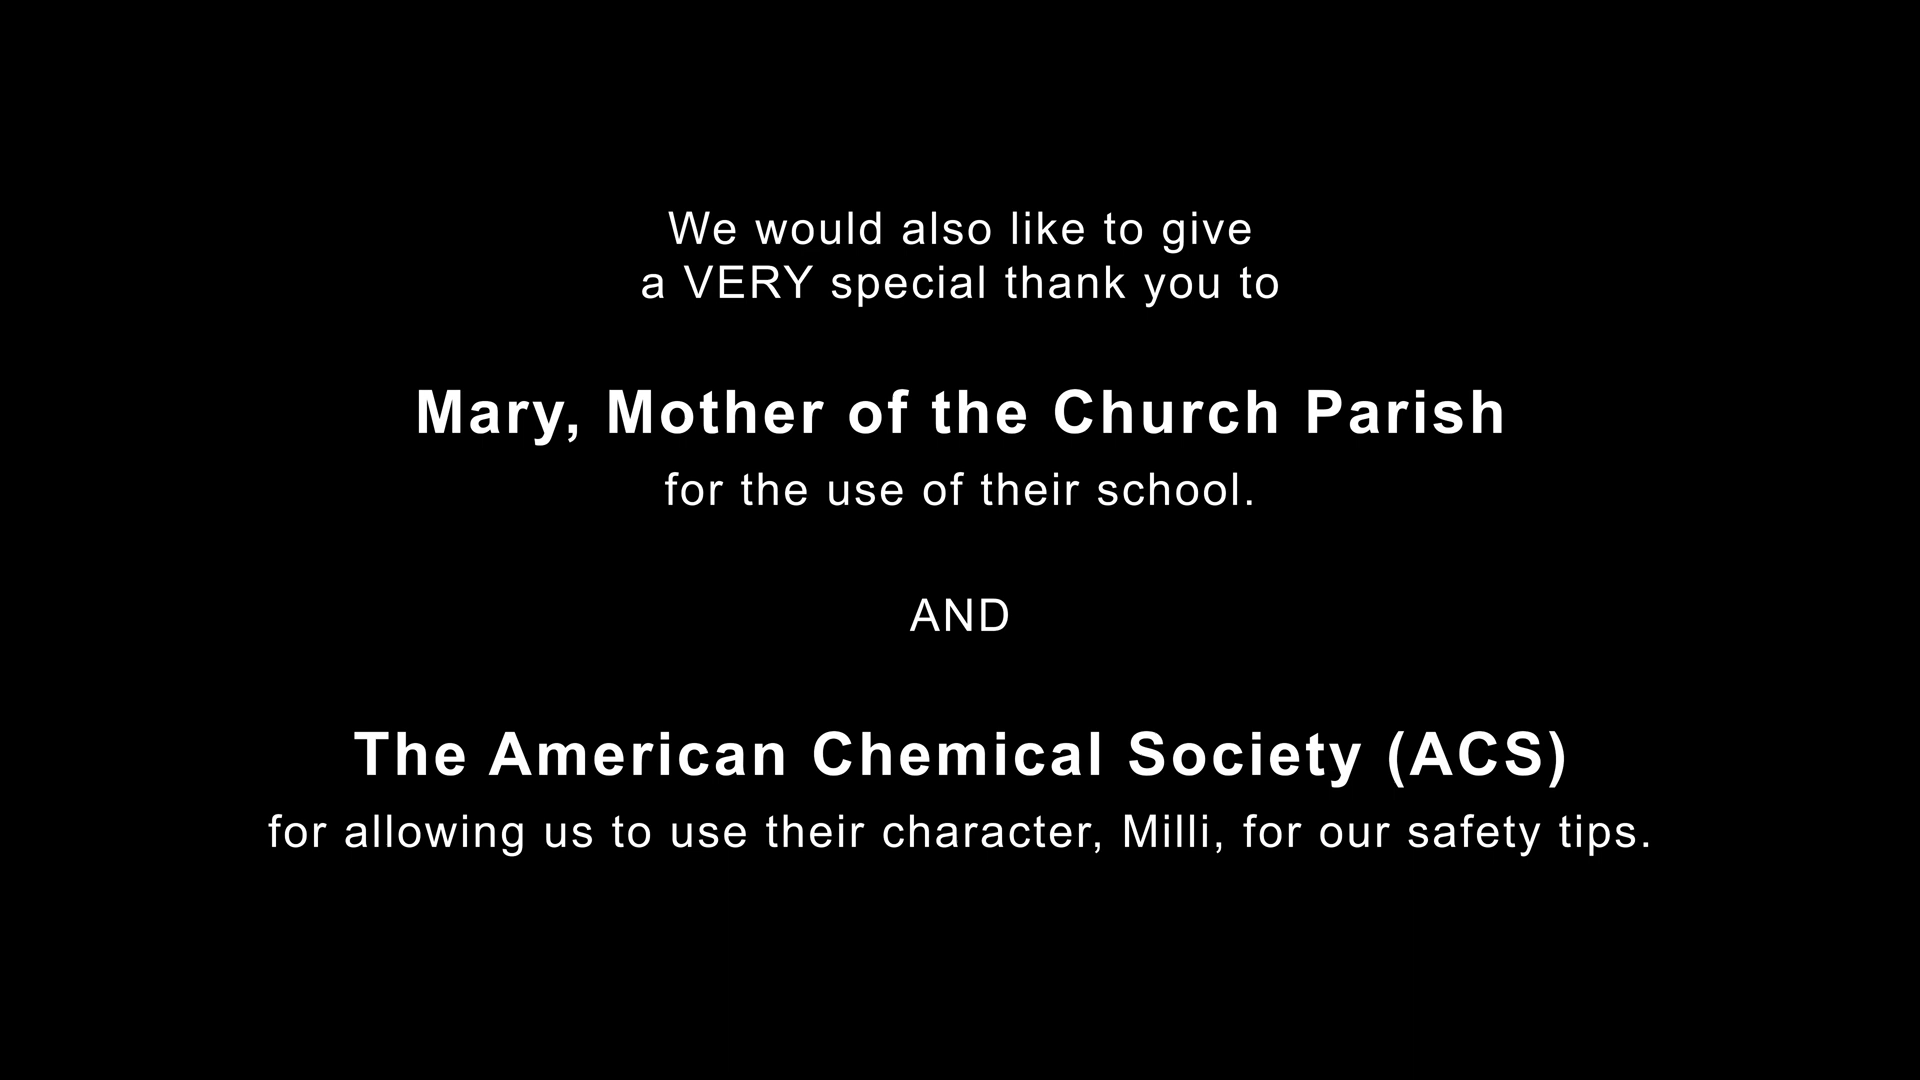 We would also like to give
a VERY special thank you to
Mary, Mother of the Church Parish
for the use of their school.
AND
The American Chemical Society (ACS)
for allowing us to use their character, Milli, for our safety tips.